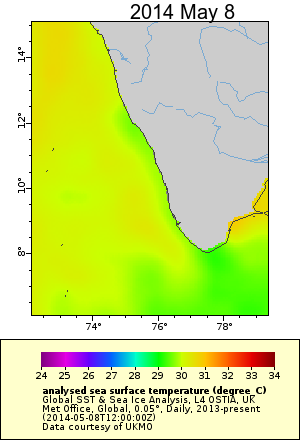 2014 May 8
14°
12°
10°
8°
74° 76° 78°
24 25 26 27 28 29 30 31 32 33 34
analysed sea surface temperature (degree_C)
Global SST & Sea Ice Analysis, L4 OSTIA, UK
Met Office, Global, 0.05°, Daily, 2013-present
(2014-05-08T12:00:00Z)
Data courtesy of UKMO